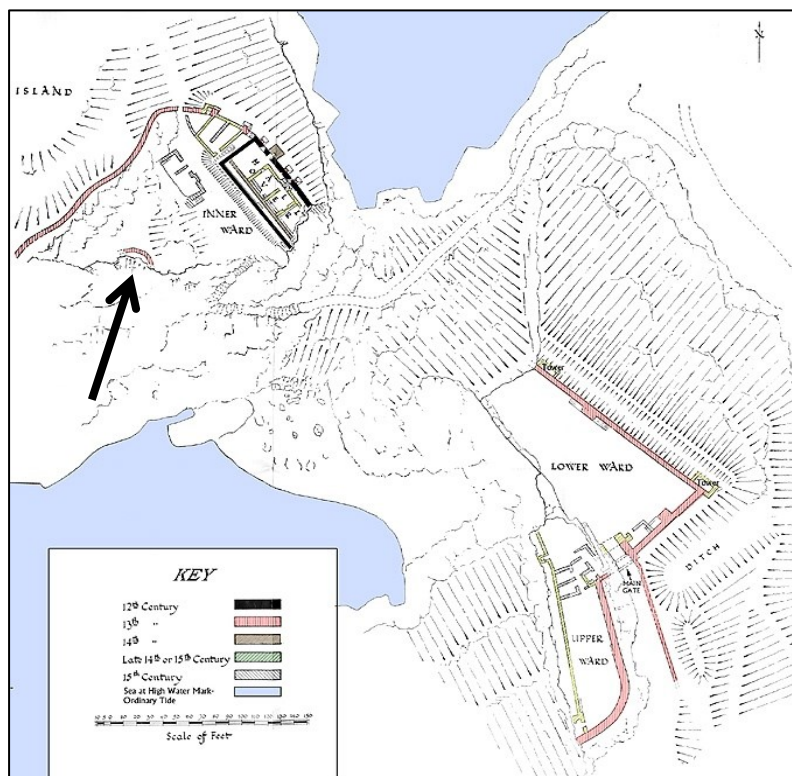 N
ISLAND
INNER
WARD
Tower
LOWER WARD
Tower
DITCH
MAIN
GATE
UPPER
WARD
KEY
12th Century
13th "
14th "
Late 14th or 15th Century
15th Century
Sea at High Water Mark-
Ordinary Tide
Scale of Feet